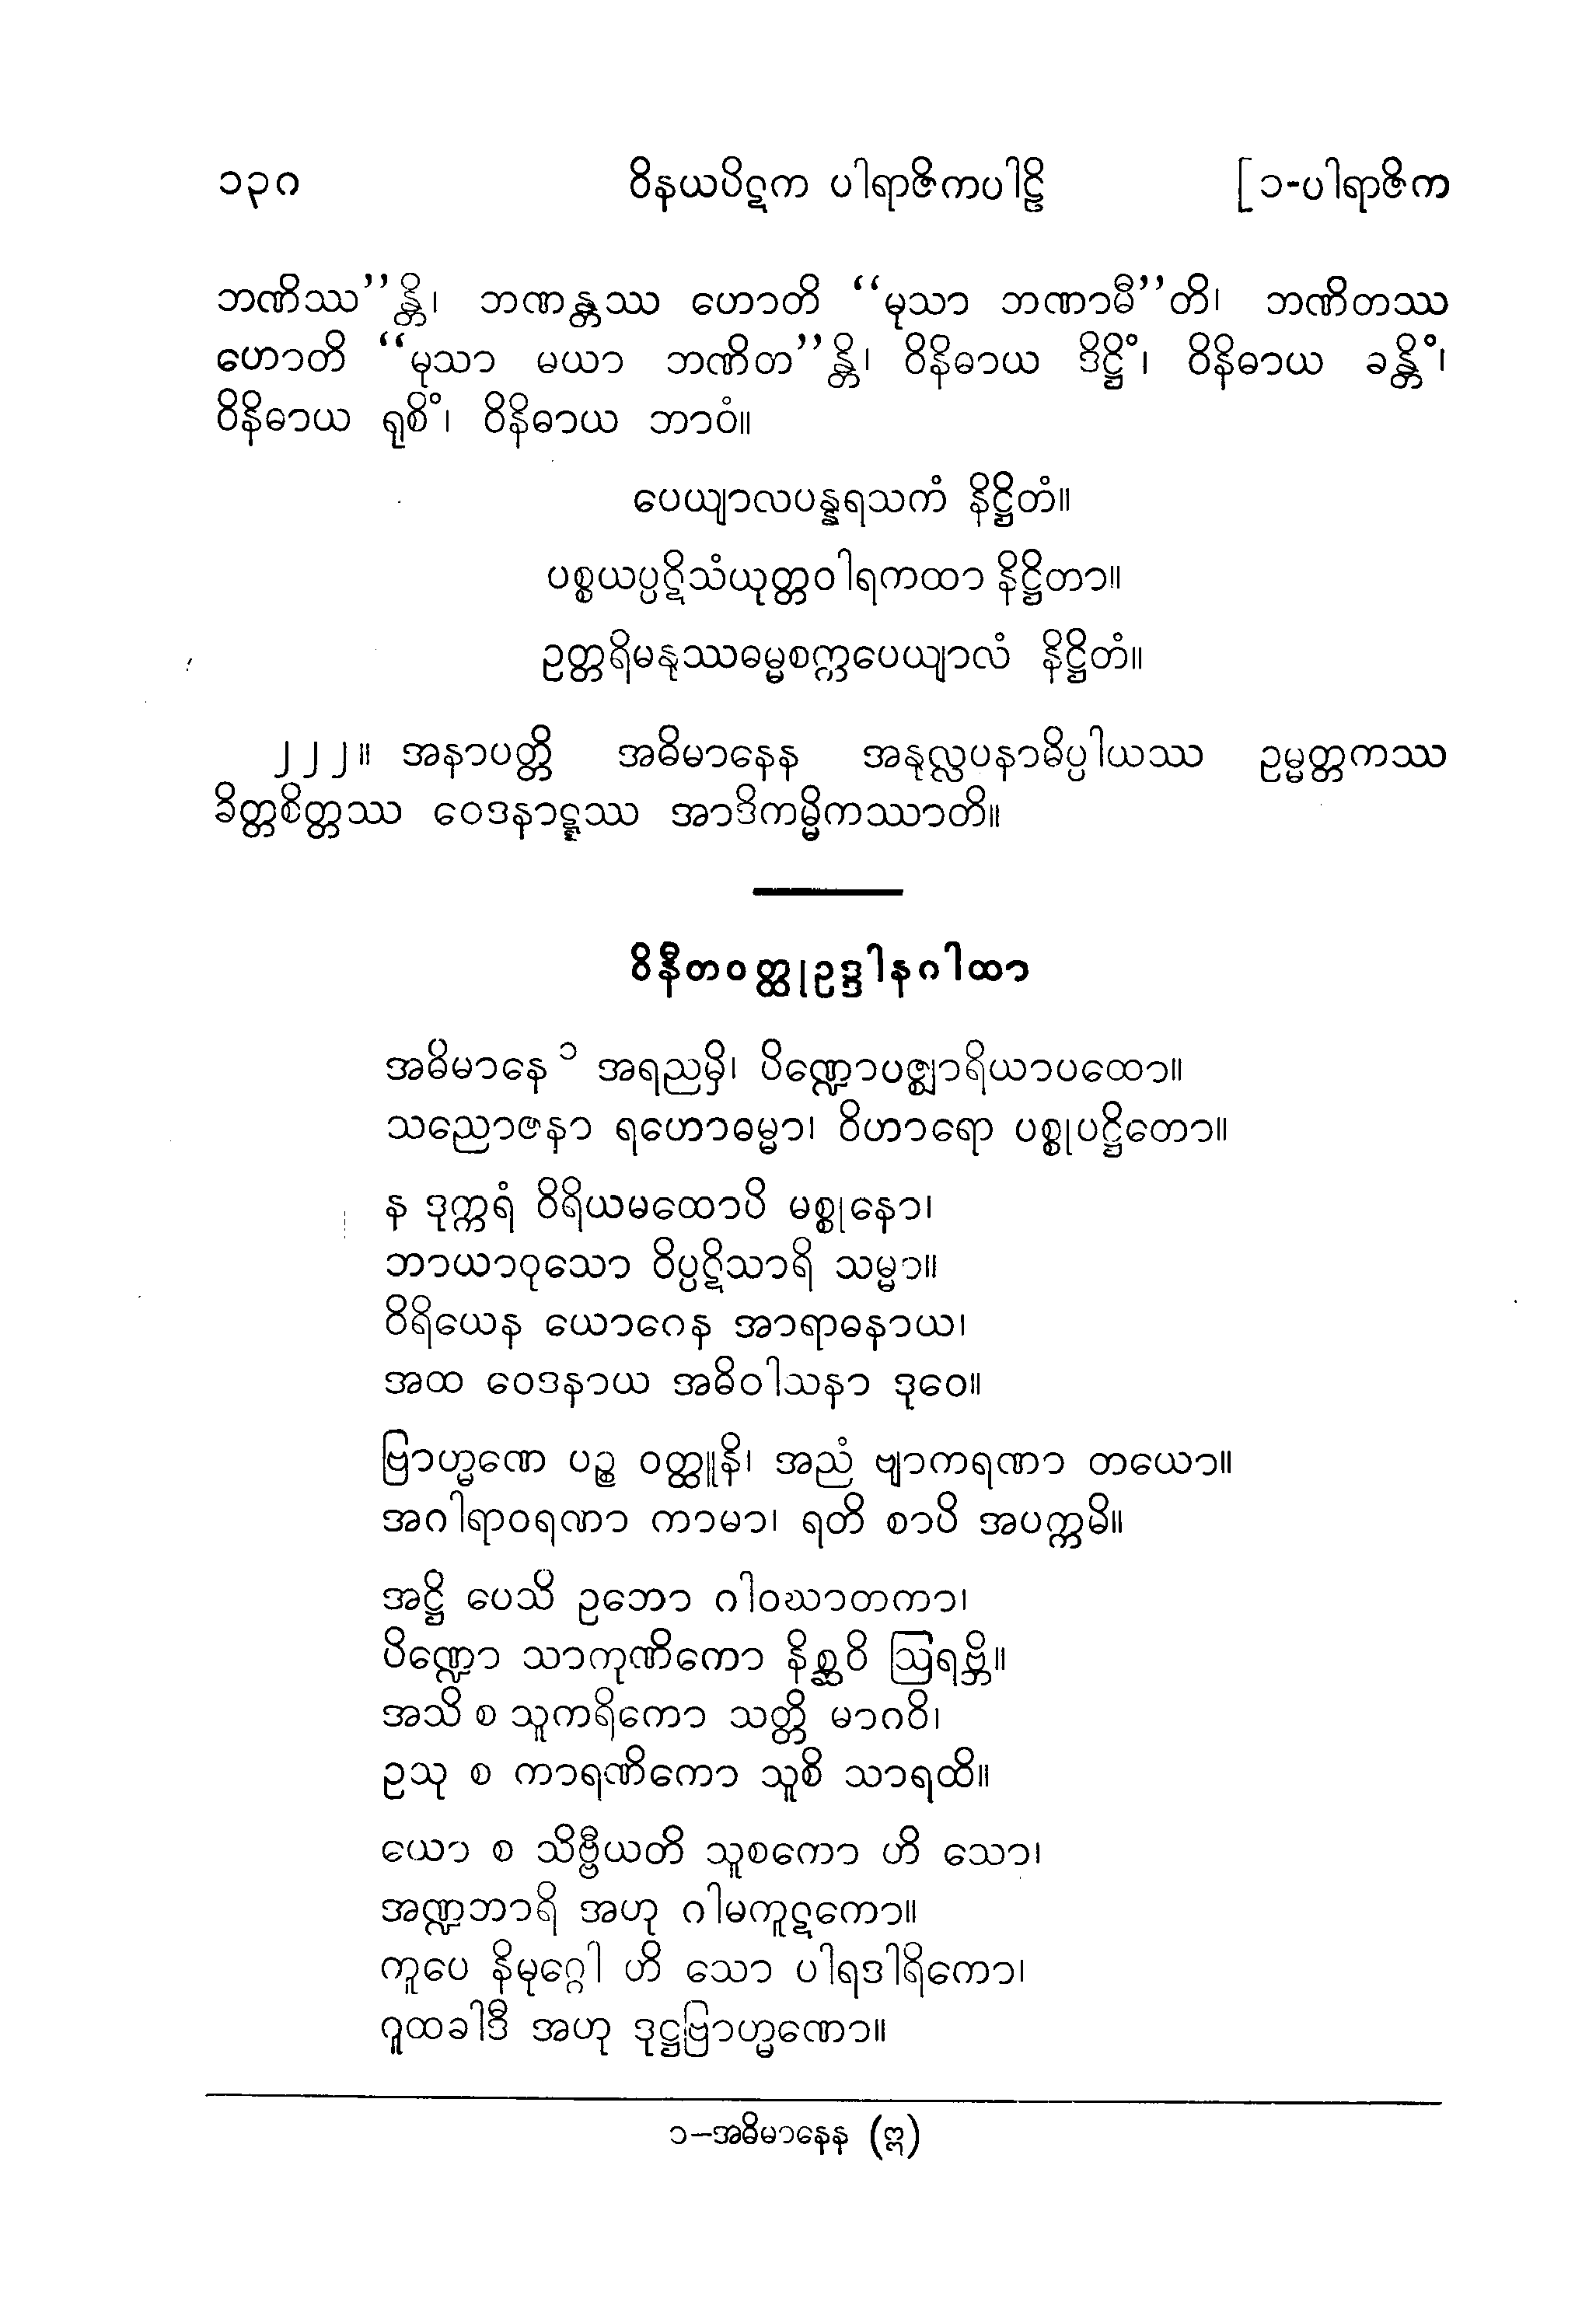 ၁၃၈ ဝိနယပိဋက ပါရာဇိကပါဠိ [၁-ပါရာဇိက
ဘဏိဿ”န္တိ၊ ဘဏန္တဿ ဟောတိ “မုသာ ဘဏာမီ”တိ၊ ဘဏိတဿ
ဟောတိ “မုသာ မယာ ဘဏိတ”န္တိ၊ ဝိနိဓာယ ဒိဋ္ဌိံ၊ ဝိနိဓာယ ခန္တိံ၊
ဝိနိဓာယ ရုစိံ၊ ဝိနိဓာယ ဘာဝံ။
ပေယျာလပန္နရသကံ နိဋ္ဌိတံ။
ပစ္စယပ္ပဋိသံယုတ္တဝါရကထာ နိဋ္ဌိတာ။
ဥတ္တရိမနုဿဓမ္မစက္ကပေယျာလံ နိဋ္ဌိတံ။
၂၂၂။ အနာပတ္တိ အဓိမာနေန အနုလ္လပနာဓိပ္ပါယဿ ဥမ္မတ္တကဿ
ခိတ္တစိတ္တဿ ဝေဒနာဋ္ဋဿ အာဒိကမ္မိကဿာတိ။
ဝိနီတဝတ္ထုဥဒ္ဒါနဂါထာ
အဓိမာနေ ၁ အရညမှိ၊ ပိဏ္ဍောပဇ္ဈာရိယာပထော။
သညောဇနာ ရဟောဓမ္မာ၊ ဝိဟာရော ပစ္စုပဋ္ဌိတော။
န ဒုက္ကရံ ဝိရိယမထောပိ မစ္စုနော၊
ဘာယာဝုသော ဝိပ္ပဋိသာရိ သမ္မာ။
ဝိရိယေန ယောဂေန အာရာဓနာယ၊
အထ ဝေဒနာယ အဓိဝါသနာ ဒုဝေ။
ဗြာဟ္မဏေ ပဉ္စ ဝတ္ထူနိ၊ အညံ ဗျာကရဏာ တယော။
အဂါရာဝရဏာ ကာမာ၊ ရတိ စာပိ အပက္ကမိ။
အဋ္ဌိ ပေသိ ဥဘော ဂါဝဃာတကာ၊
ပိဏ္ဍော သာကုဏိကော နိစ္ဆဝိ ဩရဗ္ဘိ။
အသိ စ သူကရိကော သတ္တိ မာဂဝိ၊
ဥသု စ ကာရဏိကော သူစိ သာရထိ။
ယော စ သိဗ္ဗီယတိ သူစကော ဟိ သော၊
အဏ္ဍဘာရိ အဟု ဂါမကူဋကော။
ကူပေ နိမုဂ္ဂေါ ဟိ သော ပါရဒါရိကော၊
ဂူထခါဒီ အဟု ဒုဋ္ဌဗြာဟ္မဏော။
၁–အဓိမာနေန (ဣ)